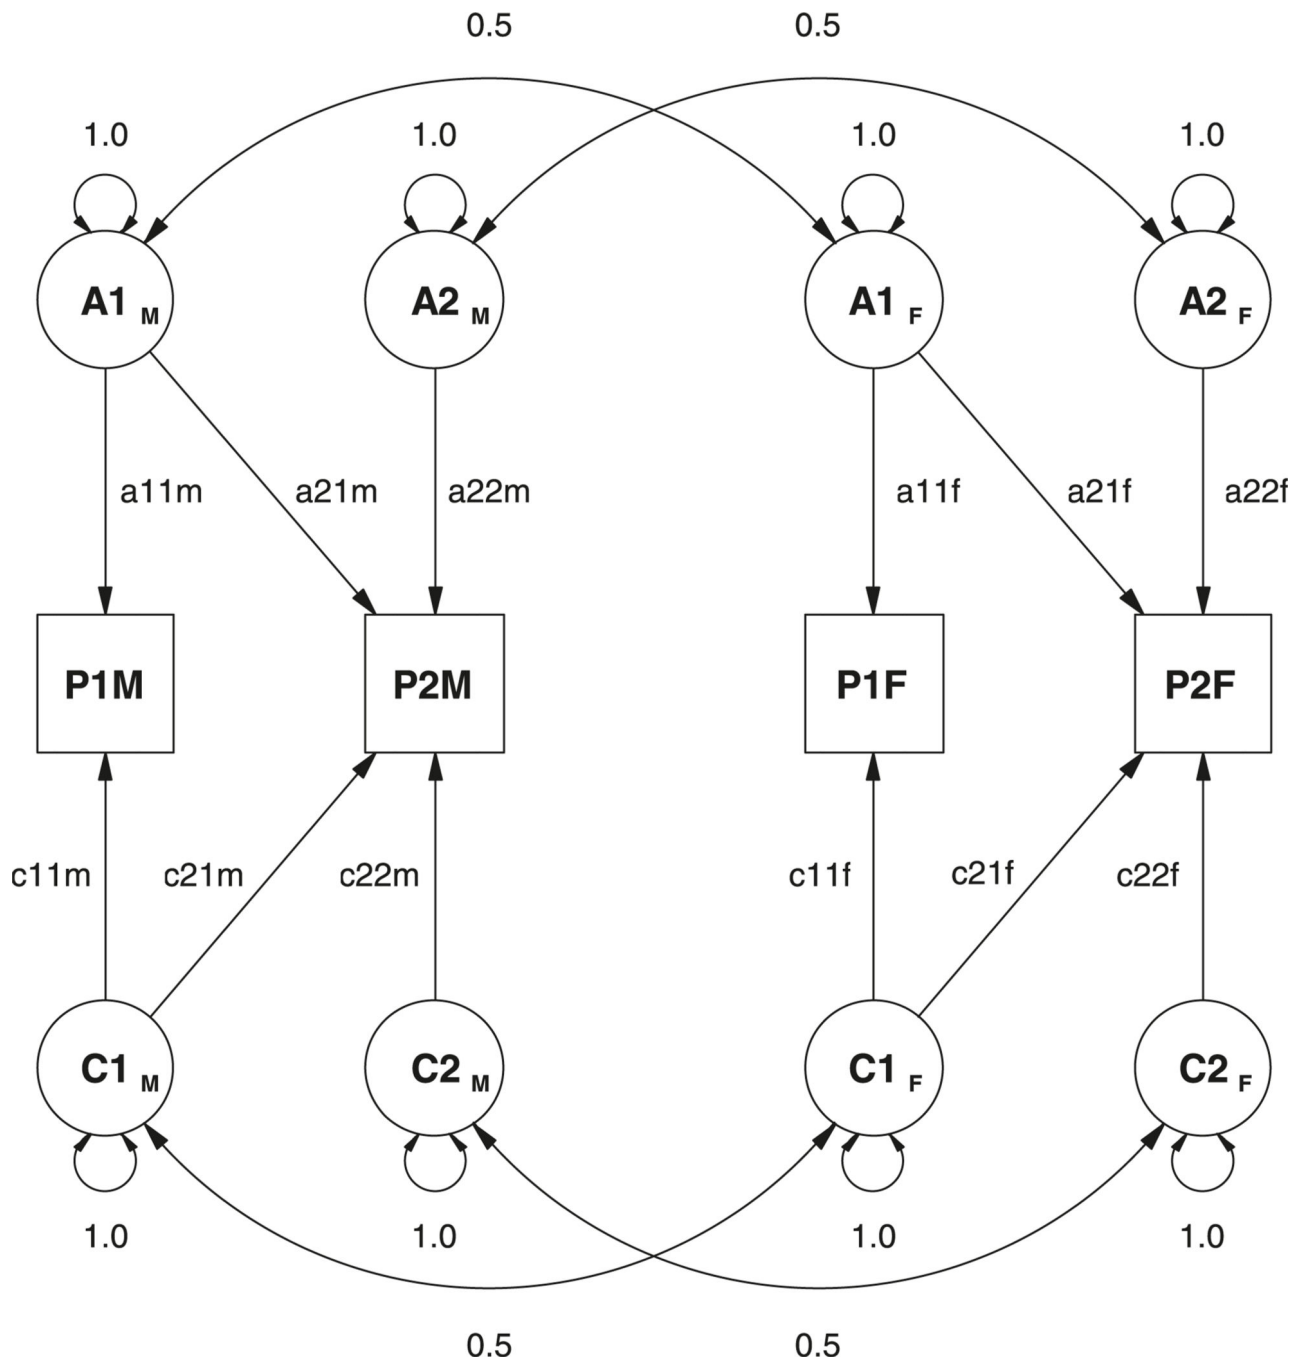 0.5 0.5
1.0 1.0 1.0 1.0
A1 M A2 M A1 F A2 F
a11m a21m a22m a11f a21f a22f
P1M P2M P1F P2F
c11m c21m c22m c11f c21f c22f
C1 M C2 M C1 F C2 F
1.0 1.0 1.0 1.0
0.5 0.5